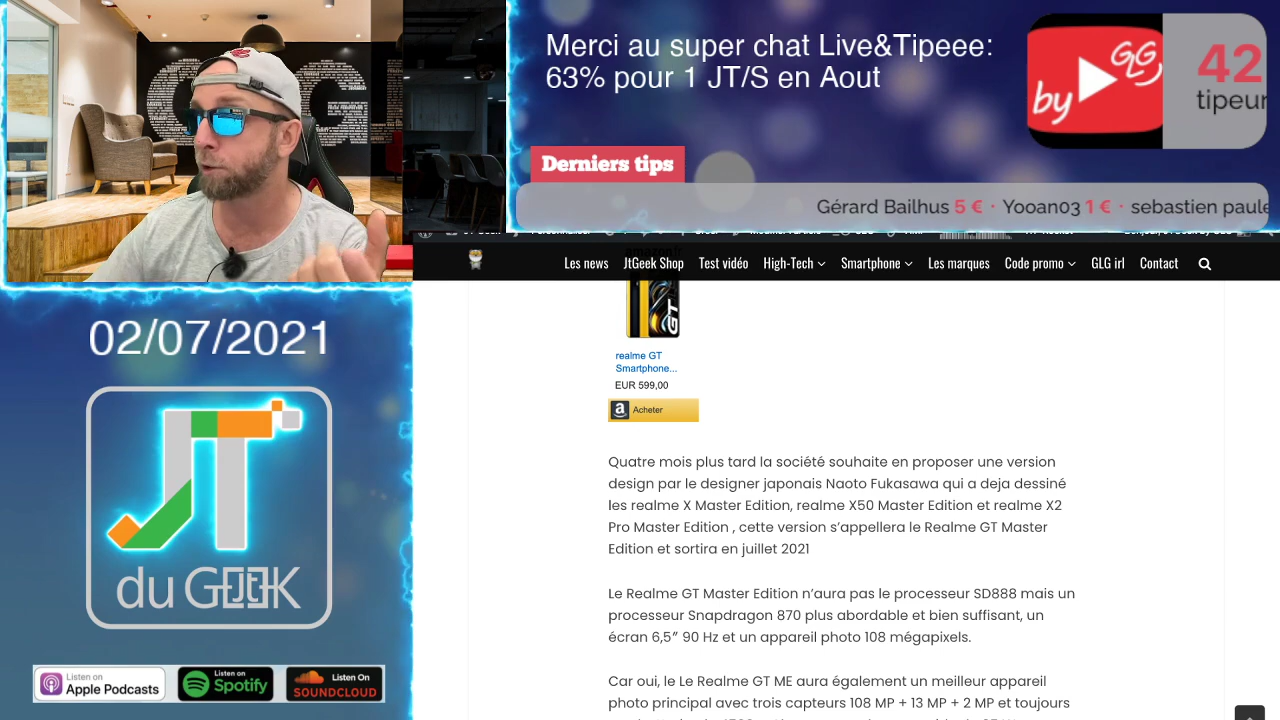 Merci au super chat Live&Tipeee:
63% pour 1 JT/S en Aout
by GLG
42
tipeur
Derniers tips
Gérard Bailhus 5 € · Yooan03 1 € · sebastien paule
Les news JtGeek Shop Test vidéo High-Tech Smartphone Les marques Code promo GLG irl Contact
02/07/2021
JT
du GEEK
Listen on
Apple Podcasts
Listen on
Spotify
Listen On
SOUNDCLOUD
GT
realme GT
Smartphone...
EUR 599,00
a Acheter
Quatre mois plus tard la société souhaite en proposer une version
design par le designer japonais Naoto Fukasawa qui a deja dessiné
les realme X Master Edition, realme X50 Master Edition et realme X2
Pro Master Edition , cette version s’appellera le Realme GT Master
Edition et sortira en juillet 2021
Le Realme GT Master Edition n’aura pas le processeur SD888 mais un
processeur Snapdragon 870 plus abordable et bien suffisant, un
écran 6,5″ 90 Hz et un appareil photo 108 mégapixels.
Car oui, le Le Realme GT ME aura également un meilleur appareil
photo principal avec trois capteurs 108 MP + 13 MP + 2 MP et toujours